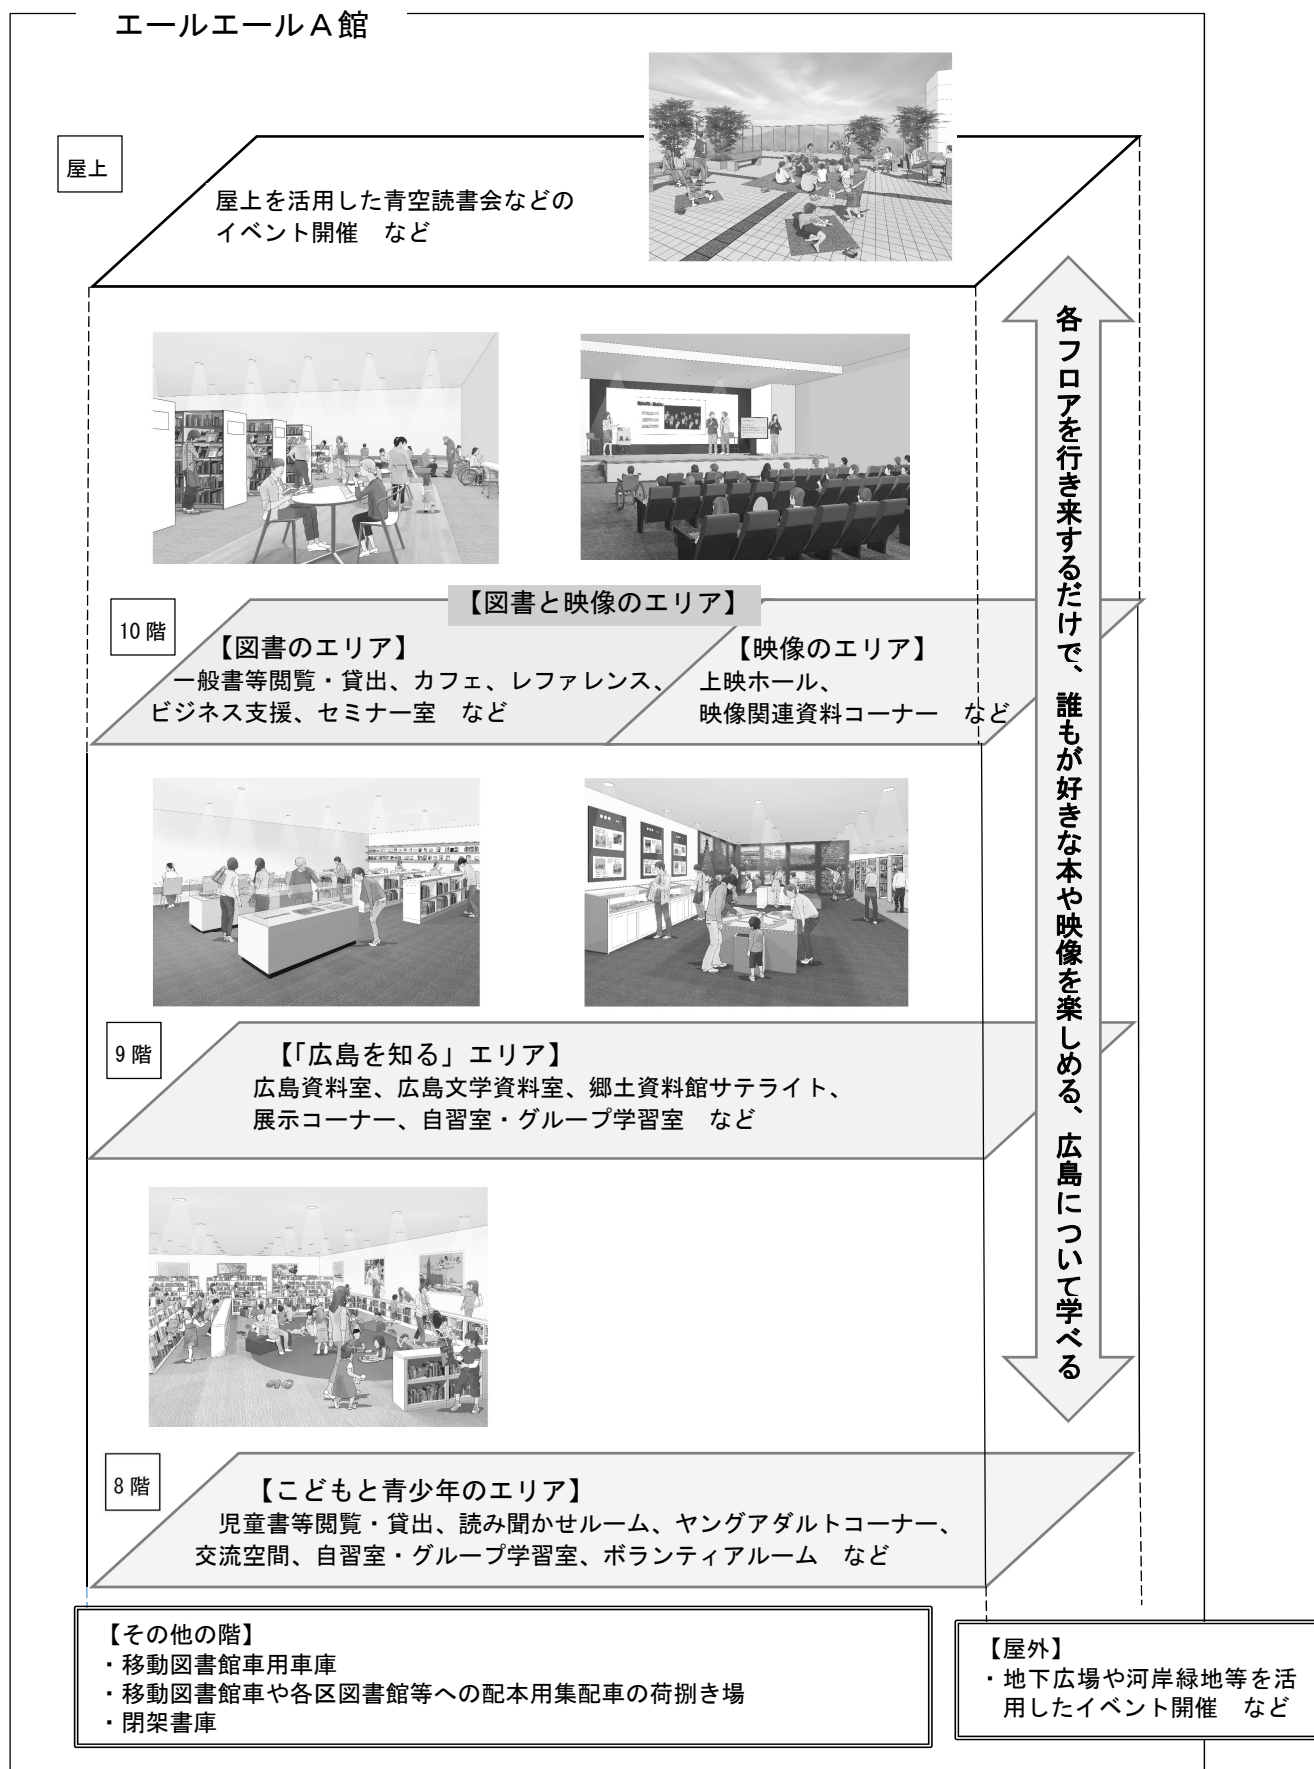 エールエールＡ館
屋上
屋上を活用した青空読書会などの
イベント開催　など
各フロアを行き来するだけで、誰もが好きな本や映像を楽しめる、広島について学べる
【図書と映像のエリア】
10 階
【図書のエリア】
一般書等閲覧・貸出、カフェ、レファレンス、
ビジネス支援、セミナー室　など
【映像のエリア】
上映ホール、
映像関連資料コーナー　など
9 階
【「広島を知る」エリア】
広島資料室、広島文学資料室、郷土資料館サテライト、
展示コーナー、自習室・グループ学習室　など
8 階
【こどもと青少年のエリア】
児童書等閲覧・貸出、読み聞かせルーム、ヤングアダルトコーナー、
交流空間、自習室・グループ学習室、ボランティアルーム　など
【その他の階】
・移動図書館車用車庫
・移動図書館車や各区図書館等への配本用集配車の荷捌き場
・閉架書庫
【屋外】
・地下広場や河岸緑地等を活
用したイベント開催　など